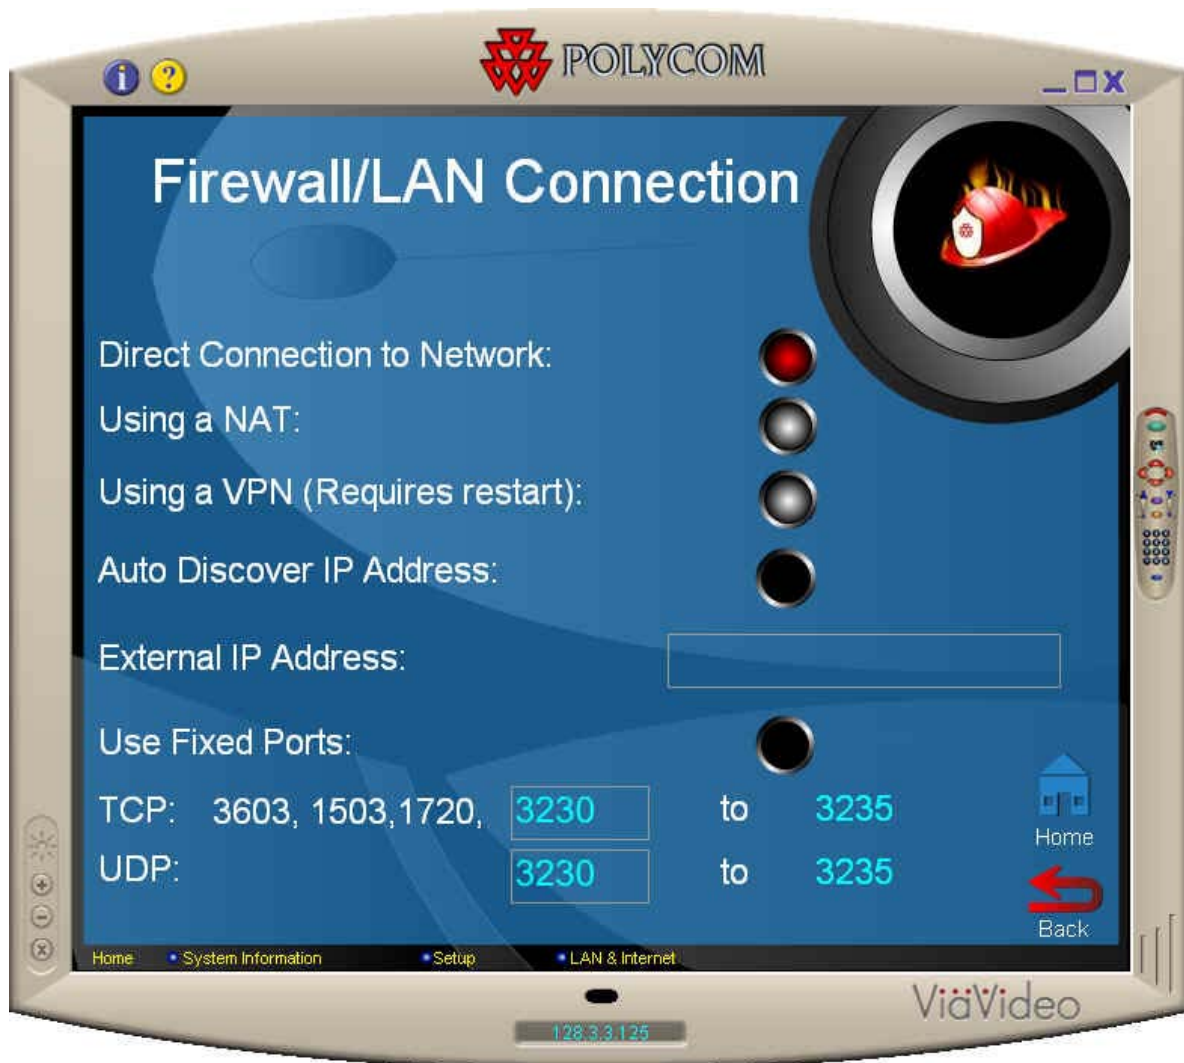 i ?
POLYCOM
Firewall/LAN Connection
Direct Connection to Network:
Using a NAT:
Using a VPN (Requires restart):
Auto Discover IP Address:
External IP Address:
Use Fixed Ports:
TCP: 3603, 1503,1720, 3230 to 3235
UDP: 3230 to 3235
Home
Back
Home • System Information • Setup • LAN & Internet
ViaVideo
128.3.3.125